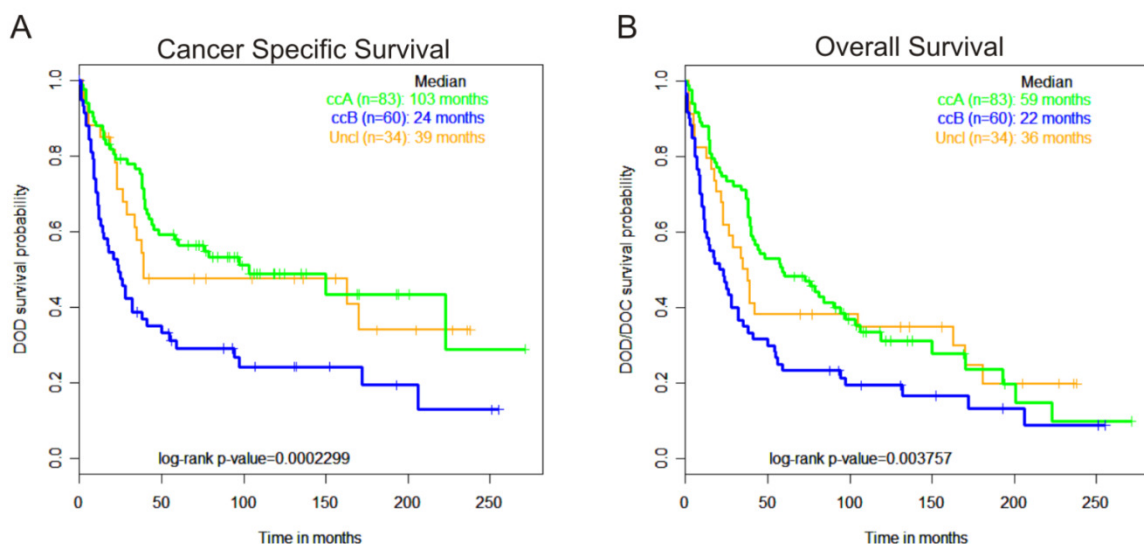 A
Cancer Specific Survival
Median
ccA (n=83): 103 months
ccB (n=60): 24 months
Uncl (n=34): 39 months
DOD survival probability
1.0
0.8
0.6
0.4
0.2
0.0
log-rank p-value=0.0002299
0
50
100
150
200
250
Time in months
B
Overall Survival
Median
ccA (n=83): 59 months
ccB (n=60): 22 months
Uncl (n=34): 36 months
DOD/DOC survival probability
1.0
0.8
0.6
0.4
0.2
0.0
log-rank p-value=0.003757
0
50
100
150
200
250
Time in months